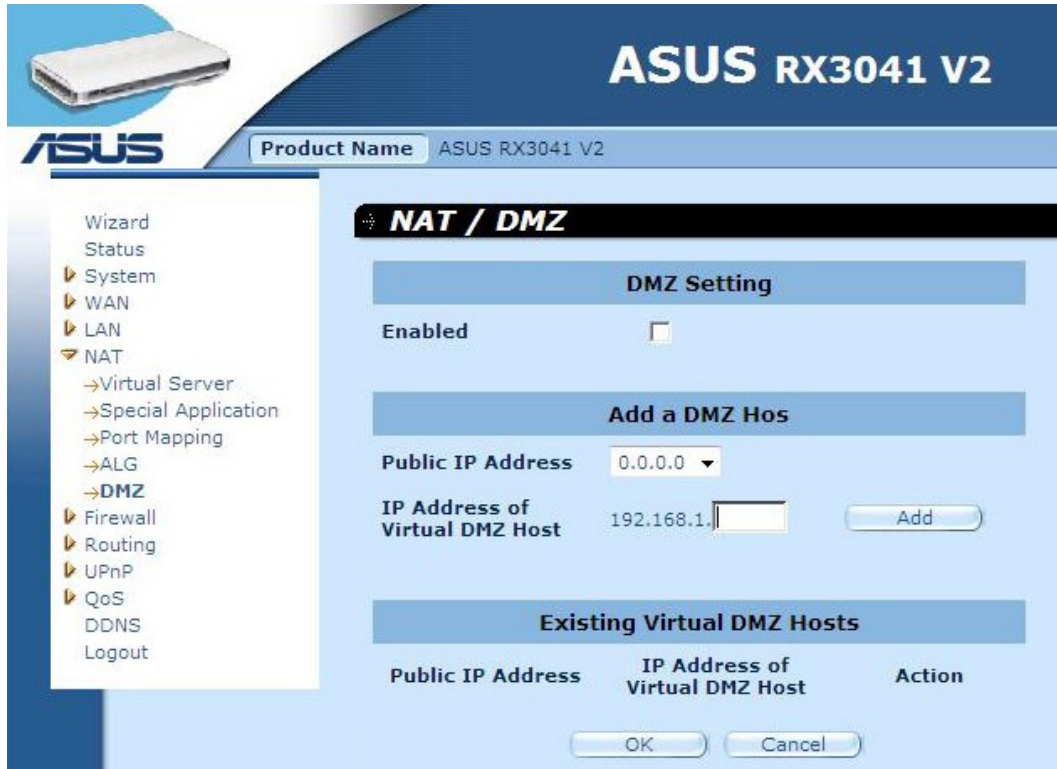 ASUS RX3041 V2
ASUS
Product Name ASUS RX3041 V2
Wizard
Status
System
WAN
LAN
NAT
Virtual Server
Special Application
Port Mapping
ALG
DMZ
Firewall
Routing
UPnP
QoS
DDNS
Logout
NAT / DMZ
DMZ Setting
Enabled
Add a DMZ Hos
Public IP Address 0.0.0.0
IP Address of
Virtual DMZ Host 192.168.1. Add
Existing Virtual DMZ Hosts
Public IP Address IP Address of Virtual DMZ Host Action
OK Cancel